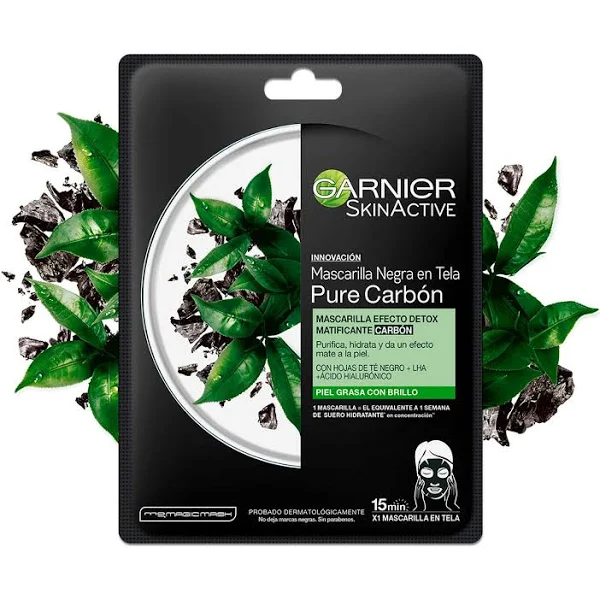 GARNIER
SKINACTIVE
INNOVACIÓN
Mascarilla Negra en Tela
Pure Carbón
MASCARILLA EFECTO DETOX
MATIFICANTE CARBÓN
Purifica, hidrata y da un efecto
mate a la piel.
CON HOJAS DE TÉ NEGRO + LHA
+ÁCIDO HIALURÓNICO
PIEL GRASA CON BRILLO
1 MASCARILLA = EL EQUIVALENTE A 1 SEMANA
DE SUERO HIDRATANTE* en concentración**
PROBADO DERMATOLÓGICAMENTE
No deja marcas negras. Sin parabenos.
15min
X1 MASCARILLA EN TELA